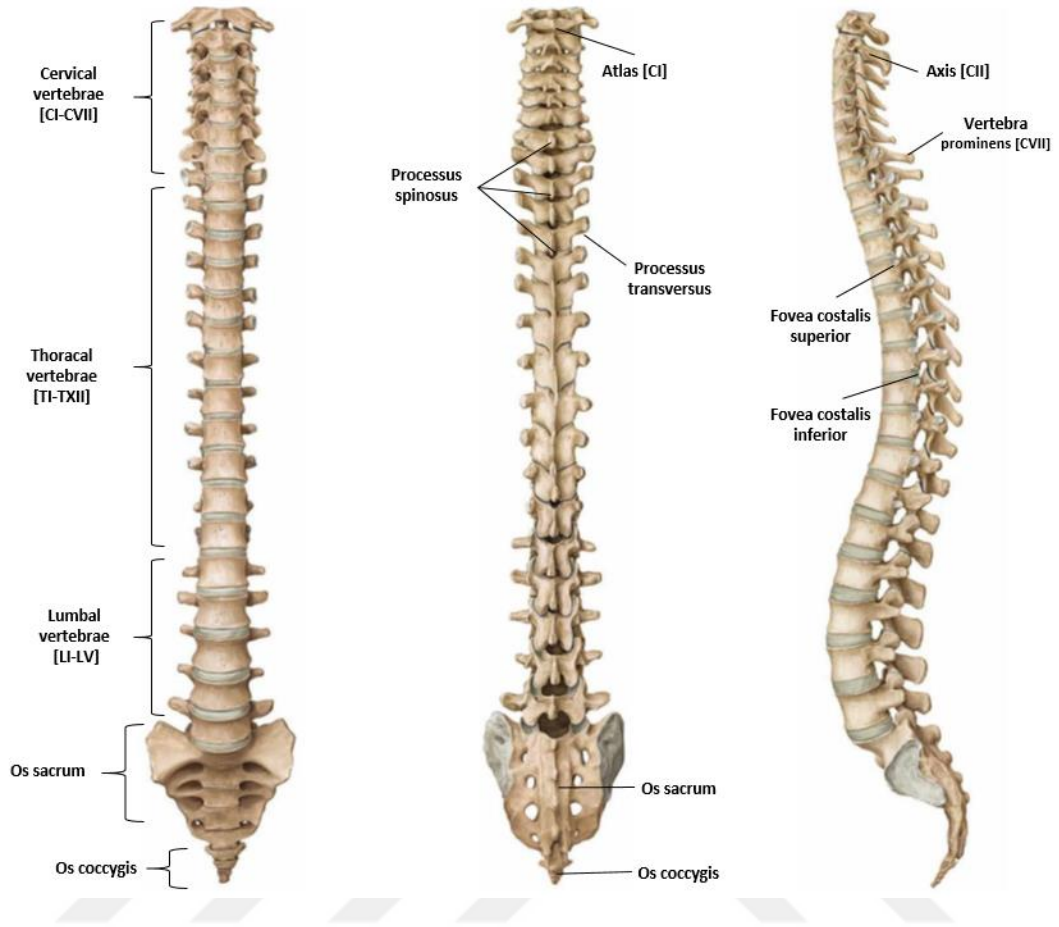 Cervical
vertebrae
[CI-CVII]
Thoracal
vertebrae
[TI-TXII]
Lumbal
vertebrae
[LI-LV]
Os sacrum
Os coccygis
Atlas [CI]
Processus
spinosus
Processus
transversus
Os sacrum
Os coccygis
Axis [CII]
Vertebra
prominens [CVII]
Fovea costalis
superior
Fovea costalis
inferior